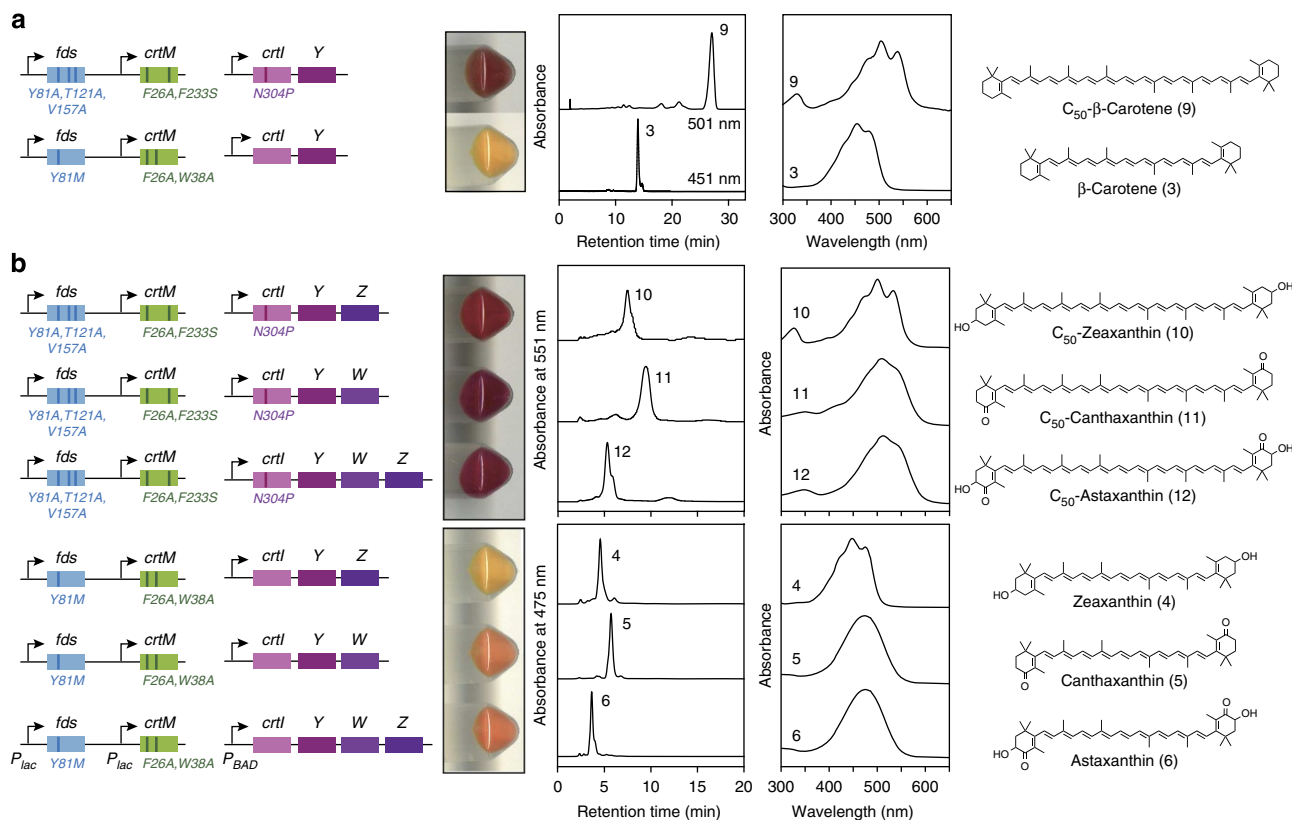 a
fds crtM crtI Y
Y81A,T121A, F26A,F233S N304P
V157A
fds crtM crtI Y
Y81M F26A,W38A
Absorbance
9
501 nm
3
451 nm
0 10 20 30
Retention time (min)
9
3
300 400 500 600
Wavelength (nm)
C50-β-Carotene (9)
β-Carotene (3)
b
fds crtM crtI Y Z
Y81A,T121A, F26A,F233S N304P
V157A
fds crtM crtI Y W
Y81A,T121A, F26A,F233S N304P
V157A
fds crtM crtI Y W Z
Y81A,T121A, F26A,F233S N304P
V157A
fds crtM crtI Y Z
Y81M F26A,W38A
fds crtM crtI Y W
Y81M F26A,W38A
fds crtM crtI Y W Z
Plac Y81M Plac F26A,W38A PBAD
Absorbance at 551 nm
10
11
12
Absorbance at 475 nm
4
5
6
0 5 10 15 20
Retention time (min)
Absorbance
10
11
12
Absorbance
4
5
6
300 400 500 600
Wavelength (nm)
OH
HO
C50-Zeaxanthin (10)
O
O
C50-Canthaxanthin (11)
O
OH
HO
O
C50-Astaxanthin (12)
OH
HO
Zeaxanthin (4)
O
O
Canthaxanthin (5)
O
OH
HO
O
Astaxanthin (6)